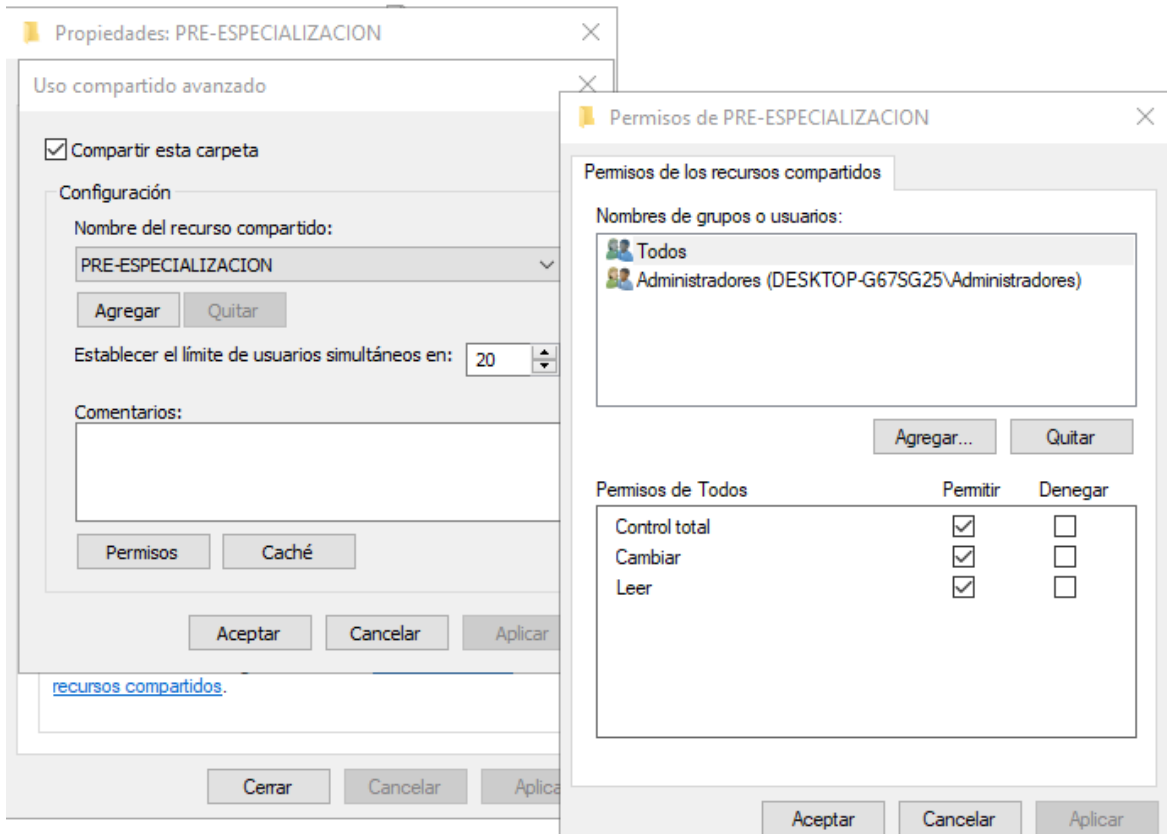 Propiedades: PRE-ESPECIALIZACION
Uso compartido avanzado
Compartir esta carpeta
Configuración
Nombre del recurso compartido:
PRE-ESPECIALIZACION
Agregar
Quitar
Establecer el límite de usuarios simultáneos en:
20
Comentarios:
Permisos
Caché
Aceptar
Cancelar
Aplicar
recursos compartidos.
Cerrar
Cancelar
Aplica
Permisos de PRE-ESPECIALIZACION
Permisos de los recursos compartidos
Nombres de grupos o usuarios:
Todos
Administradores (DESKTOP-G67SG25\Administradores)
Agregar...
Quitar
Permisos de Todos
Permitir
Denegar
Control total
Cambiar
Leer
Aceptar
Cancelar
Aplicar